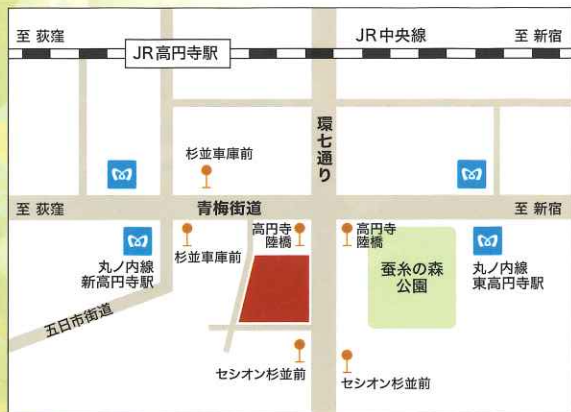 至 荻窪
JR高円寺駅
JR中央線
至 新宿
環七通り
杉並車庫前
至 荻窪
青梅街道
至 新宿
高円寺
陸橋
高円寺
陸橋
杉並車庫前
丸ノ内線
新高円寺駅
蚕糸の森
公園
丸ノ内線
東高円寺駅
五日市街道
セシオン杉並前
セシオン杉並前